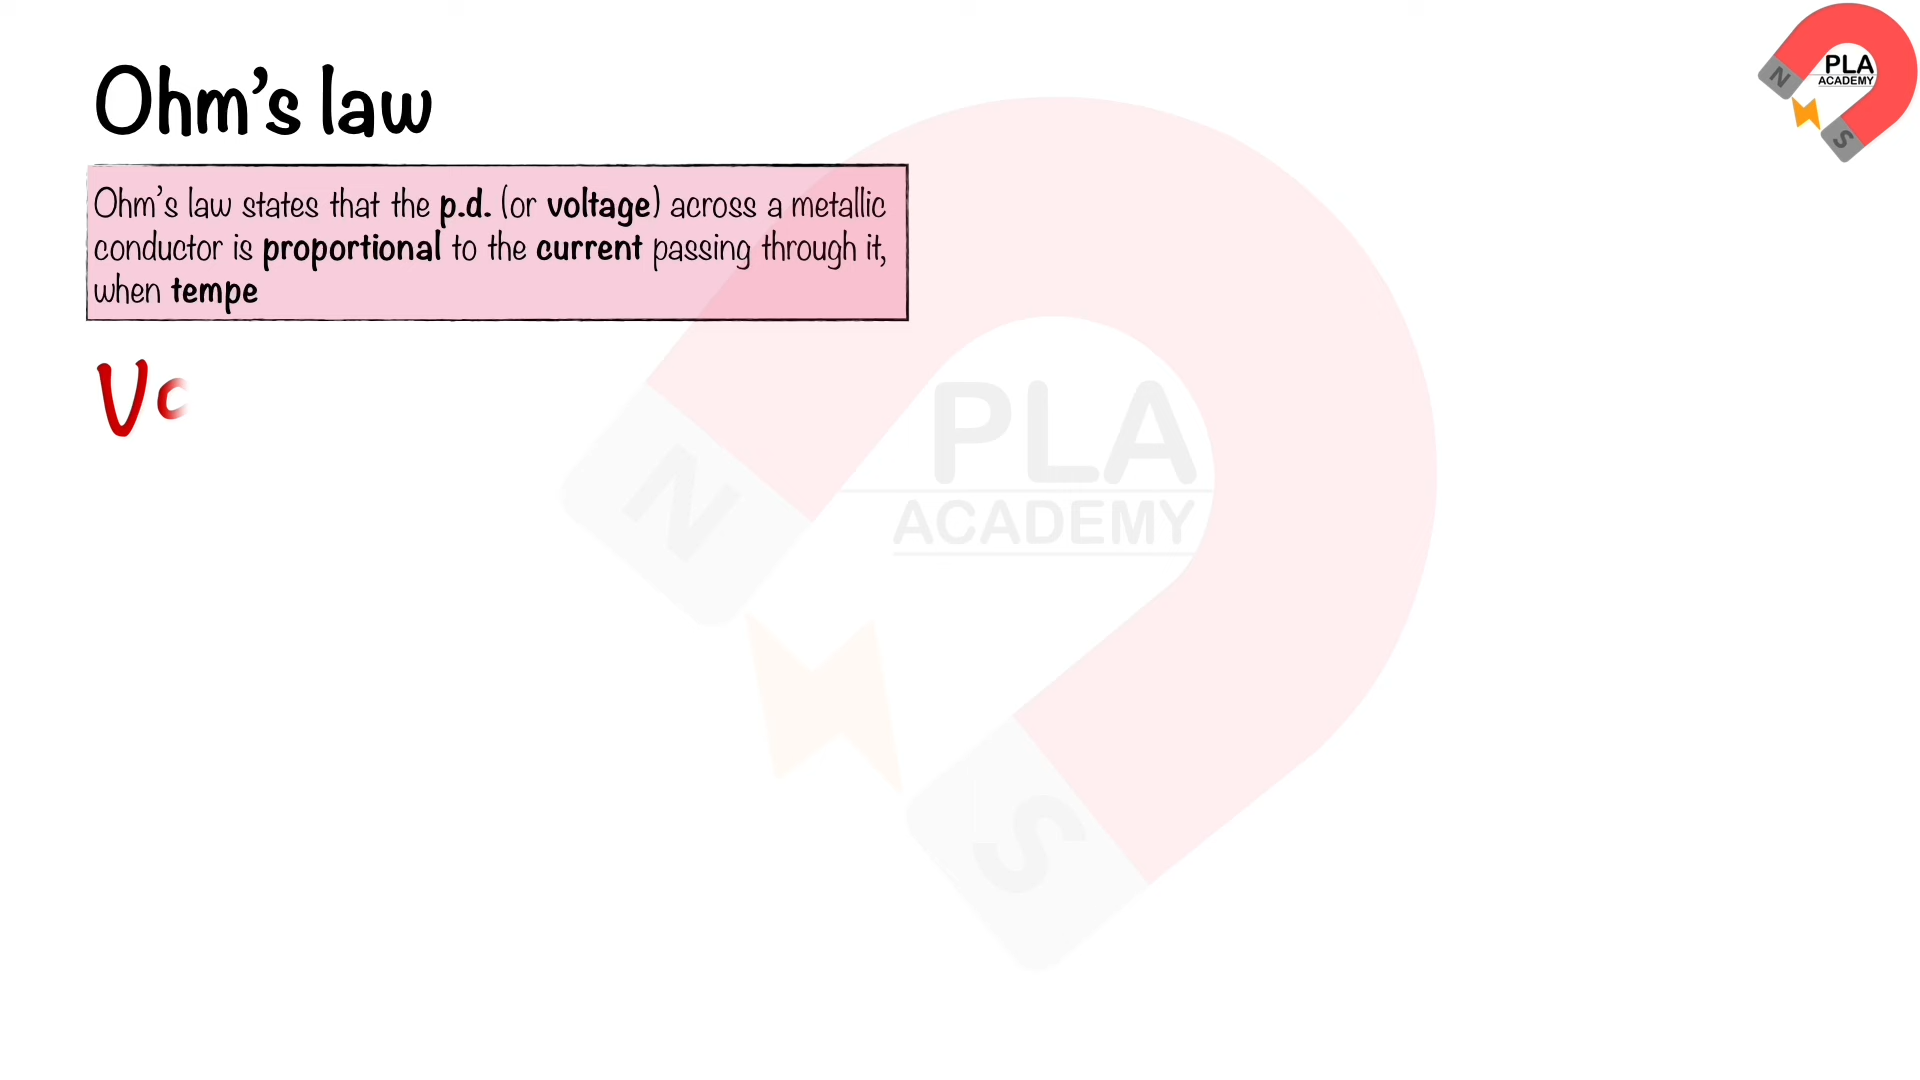 Ohm's law
PLA
ACADEMY
N
S
Ohm's law states that the p.d. (or voltage) across a metallic
conductor is proportional to the current passing through it,
when tempe
V
PLA
ACADEMY
N
S